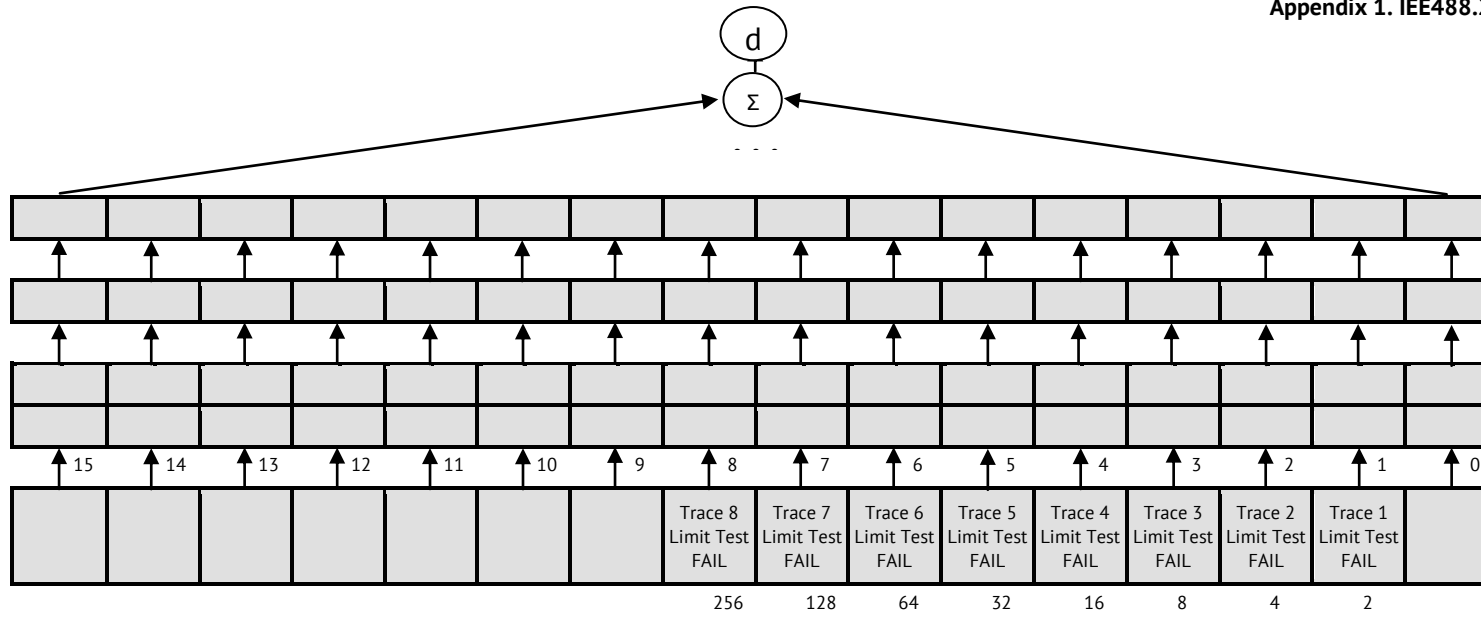 Appendix 1. IEE488.
d
Σ
- - -
15 14 13 12 11 10 9 8 7 6 5 4 3 2 1 0
Trace 8 Trace 7 Trace 6 Trace 5 Trace 4 Trace 3 Trace 2 Trace 1
Limit Test Limit Test Limit Test Limit Test Limit Test Limit Test Limit Test Limit Test
FAIL FAIL FAIL FAIL FAIL FAIL FAIL FAIL
256 128 64 32 16 8 4 2